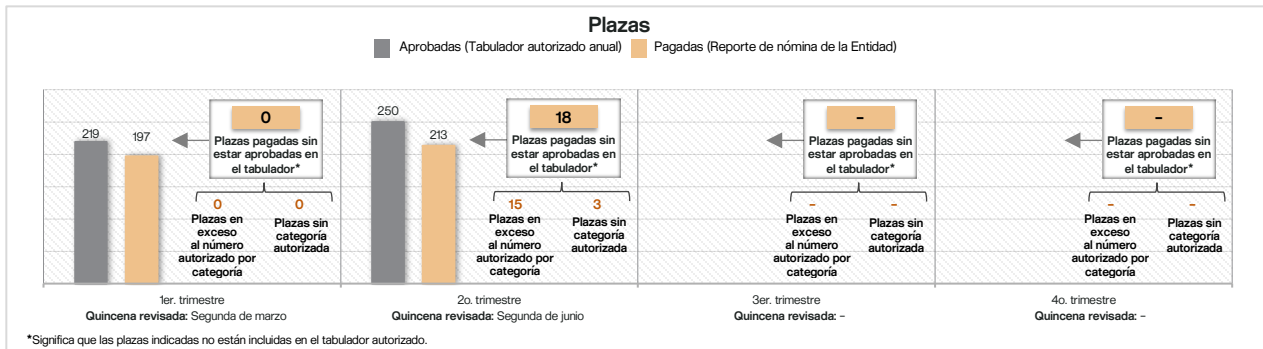 Plazas
Aprobadas (Tabulador autorizado anual) Pagadas (Reporte de nómina de la Entidad)
219
197
0
Plazas pagadas sin
estar aprobadas en
el tabulador*
0
Plazas en
exceso
al número
autorizado por
categoría
0
Plazas sin
categoría
autorizada
1er. trimestre
Quincena revisada: Segunda de marzo
250
213
18
Plazas pagadas sin
estar aprobadas en
el tabulador*
15
Plazas en
exceso
al número
autorizado por
categoría
3
Plazas sin
categoría
autorizada
2o. trimestre
Quincena revisada: Segunda de junio
-
Plazas pagadas sin
estar aprobadas en
el tabulador*
-
Plazas en
exceso
al número
autorizado por
categoría
-
Plazas sin
categoría
autorizada
3er. trimestre
Quincena revisada: -
-
Plazas pagadas sin
estar aprobadas en
el tabulador*
-
Plazas en
exceso
al número
autorizado por
categoría
-
Plazas sin
categoría
autorizada
4o. trimestre
Quincena revisada: -
*Significa que las plazas indicadas no están incluidas en el tabulador autorizado.